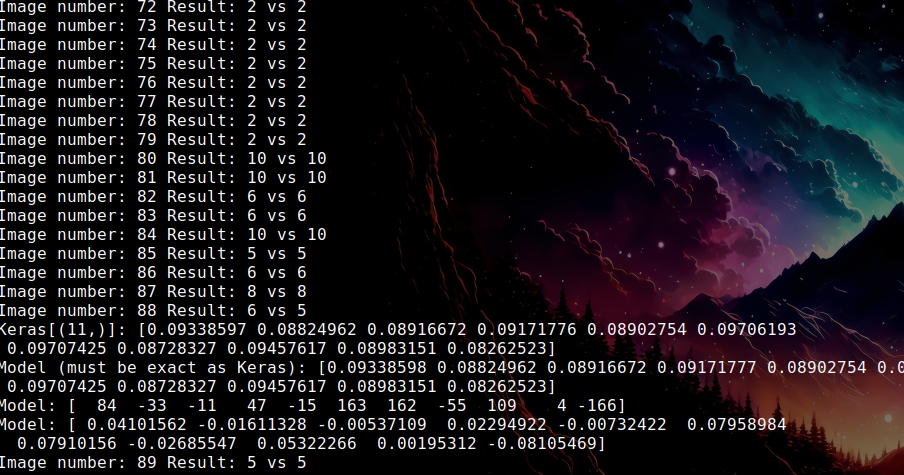 Image number: 72 Result: 2 vs 2
Image number: 73 Result: 2 vs 2
Image number: 74 Result: 2 vs 2
Image number: 75 Result: 2 vs 2
Image number: 76 Result: 2 vs 2
Image number: 77 Result: 2 vs 2
Image number: 78 Result: 2 vs 2
Image number: 79 Result: 2 vs 2
Image number: 80 Result: 10 vs 10
Image number: 81 Result: 10 vs 10
Image number: 82 Result: 6 vs 6
Image number: 83 Result: 6 vs 6
Image number: 84 Result: 10 vs 10
Image number: 85 Result: 5 vs 5
Image number: 86 Result: 6 vs 6
Image number: 87 Result: 8 vs 8
Image number: 88 Result: 6 vs 5
Keras[(11,)]: [0.09338597 0.08824962 0.08916672 0.09171776 0.08902754 0.09706193
0.09707425 0.08728327 0.09457617 0.08983151 0.08262523]
Model (must be exact as Keras): [0.09338598 0.08824962 0.08916672 0.09171777 0.08902754 0.0
0.09707425 0.08728327 0.09457617 0.08983151 0.08262523]
Model: [  84  -33  -11   47  -15  163  162  -55  109    4 -166]
Model: [ 0.04101562 -0.01611328 -0.00537109  0.02294922 -0.00732422  0.07958984
0.07910156 -0.02685547  0.05322266  0.00195312 -0.08105469]
Image number: 89 Result: 5 vs 5